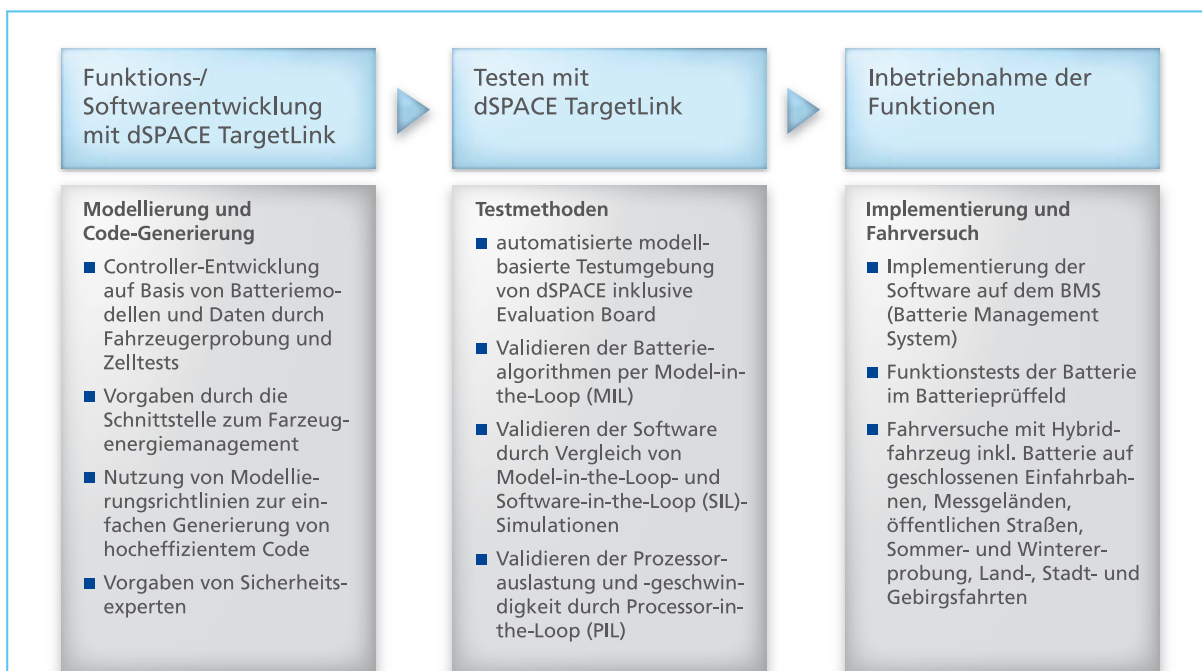 Funktions-/
Softwareentwicklung
mit dSPACE TargetLink
Modellierung und
Code-Generierung
Controller-Entwicklung
auf Basis von Batteriemo-
dellen und Daten durch
Fahrzeugerprobung und
Zelltests
Vorgaben durch die
Schnittstelle zum Farzeug-
energiemanagement
Nutzung von Modellie-
rungsrichtlinien zur ein-
fachen Generierung von
hocheffizientem Code
Vorgaben von Sicherheits-
experten
Testen mit
dSPACE TargetLink
Testmethoden
automatisierte modell-
basierte Testumgebung
von dSPACE inklusive
Evaluation Board
Validieren der Batterie-
algorithmen per Model-in-
the-Loop (MIL)
Validieren der Software
durch Vergleich von
Model-in-the-Loop- und
Software-in-the-Loop (SIL)-
Simulationen
Validieren der Prozessor-
auslastung und -geschwin-
digkeit durch Processor-in-
the-Loop (PIL)
Inbetriebnahme der
Funktionen
Implementierung und
Fahrversuch
Implementierung der
Software auf dem BMS
(Batterie Management
System)
Funktionstests der Batterie
im Batterieprüffeld
Fahrversuche mit Hybrid-
fahrzeug inkl. Batterie auf
geschlossenen Einfahrbah-
nen, Messgeländen,
öffentlichen Straßen,
Sommer- und Winterer-
probung, Land-, Stadt- und
Gebirgsfahrten